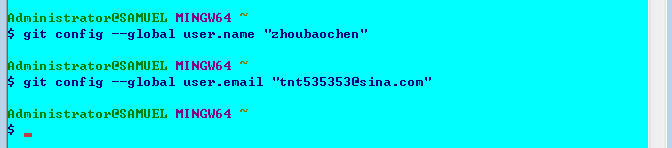 Administrator@SAMUEL MINGW64 ~
$ git config --global user.name "zhoubaochen"
Administrator@SAMUEL MINGW64 ~
$ git config --global user.email "tnt535353@sina.com"
Administrator@SAMUEL MINGW64 ~
$